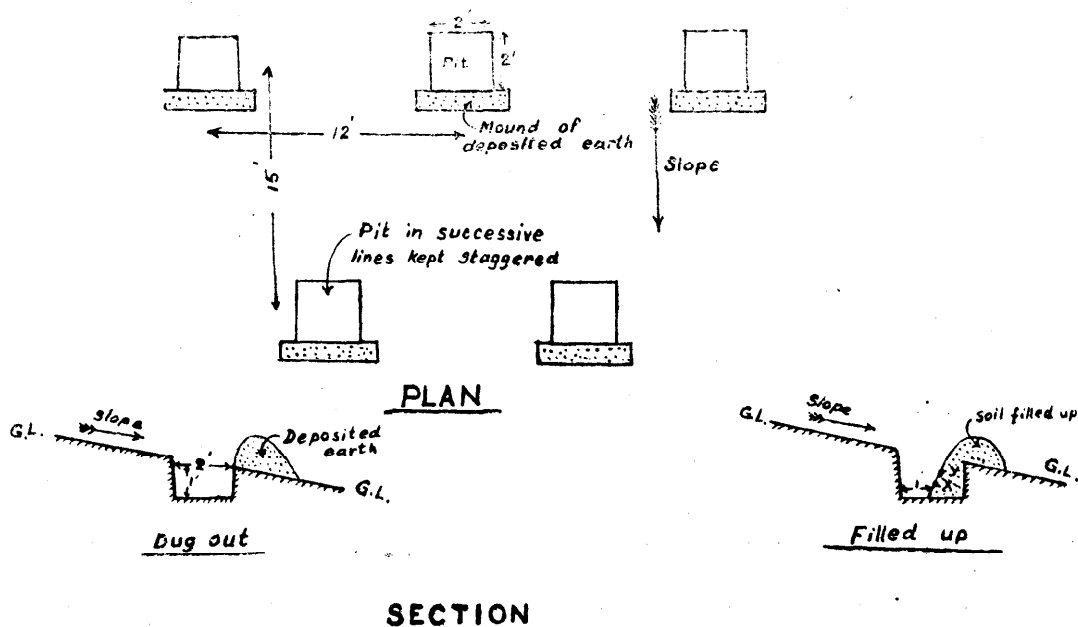 2'
Pit
2'
12'
Mound of
deposited earth
Slope
15'
Pit in successive
lines kept staggered
PLAN
G.L.
Slope
Deposited
earth
2'
1'
G.L.
Dug out
G.L.
Slope
Soil filled up
G.L.
Filled up
SECTION